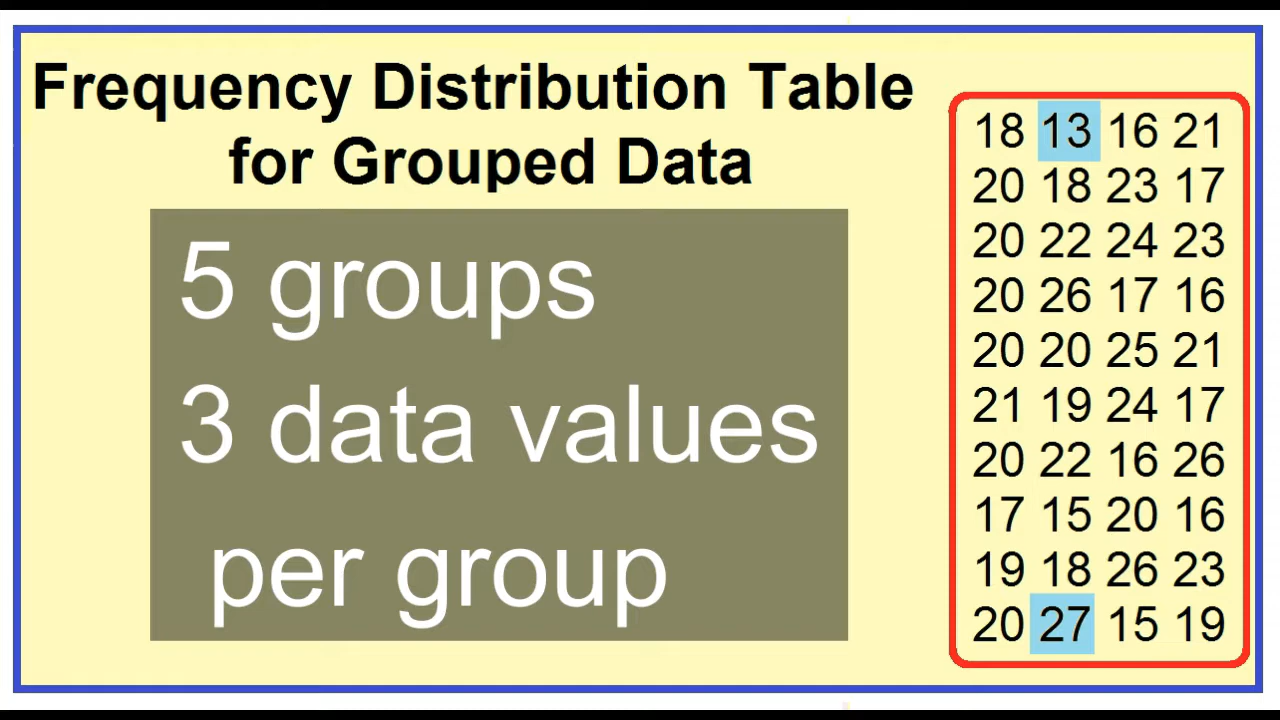 Frequency Distribution Table
for Grouped Data
5 groups
3 data values
per group
18 13 16 21
20 18 23 17
20 22 24 23
20 26 17 16
20 20 25 21
21 19 24 17
20 22 16 26
17 15 20 16
19 18 26 23
20 27 15 19